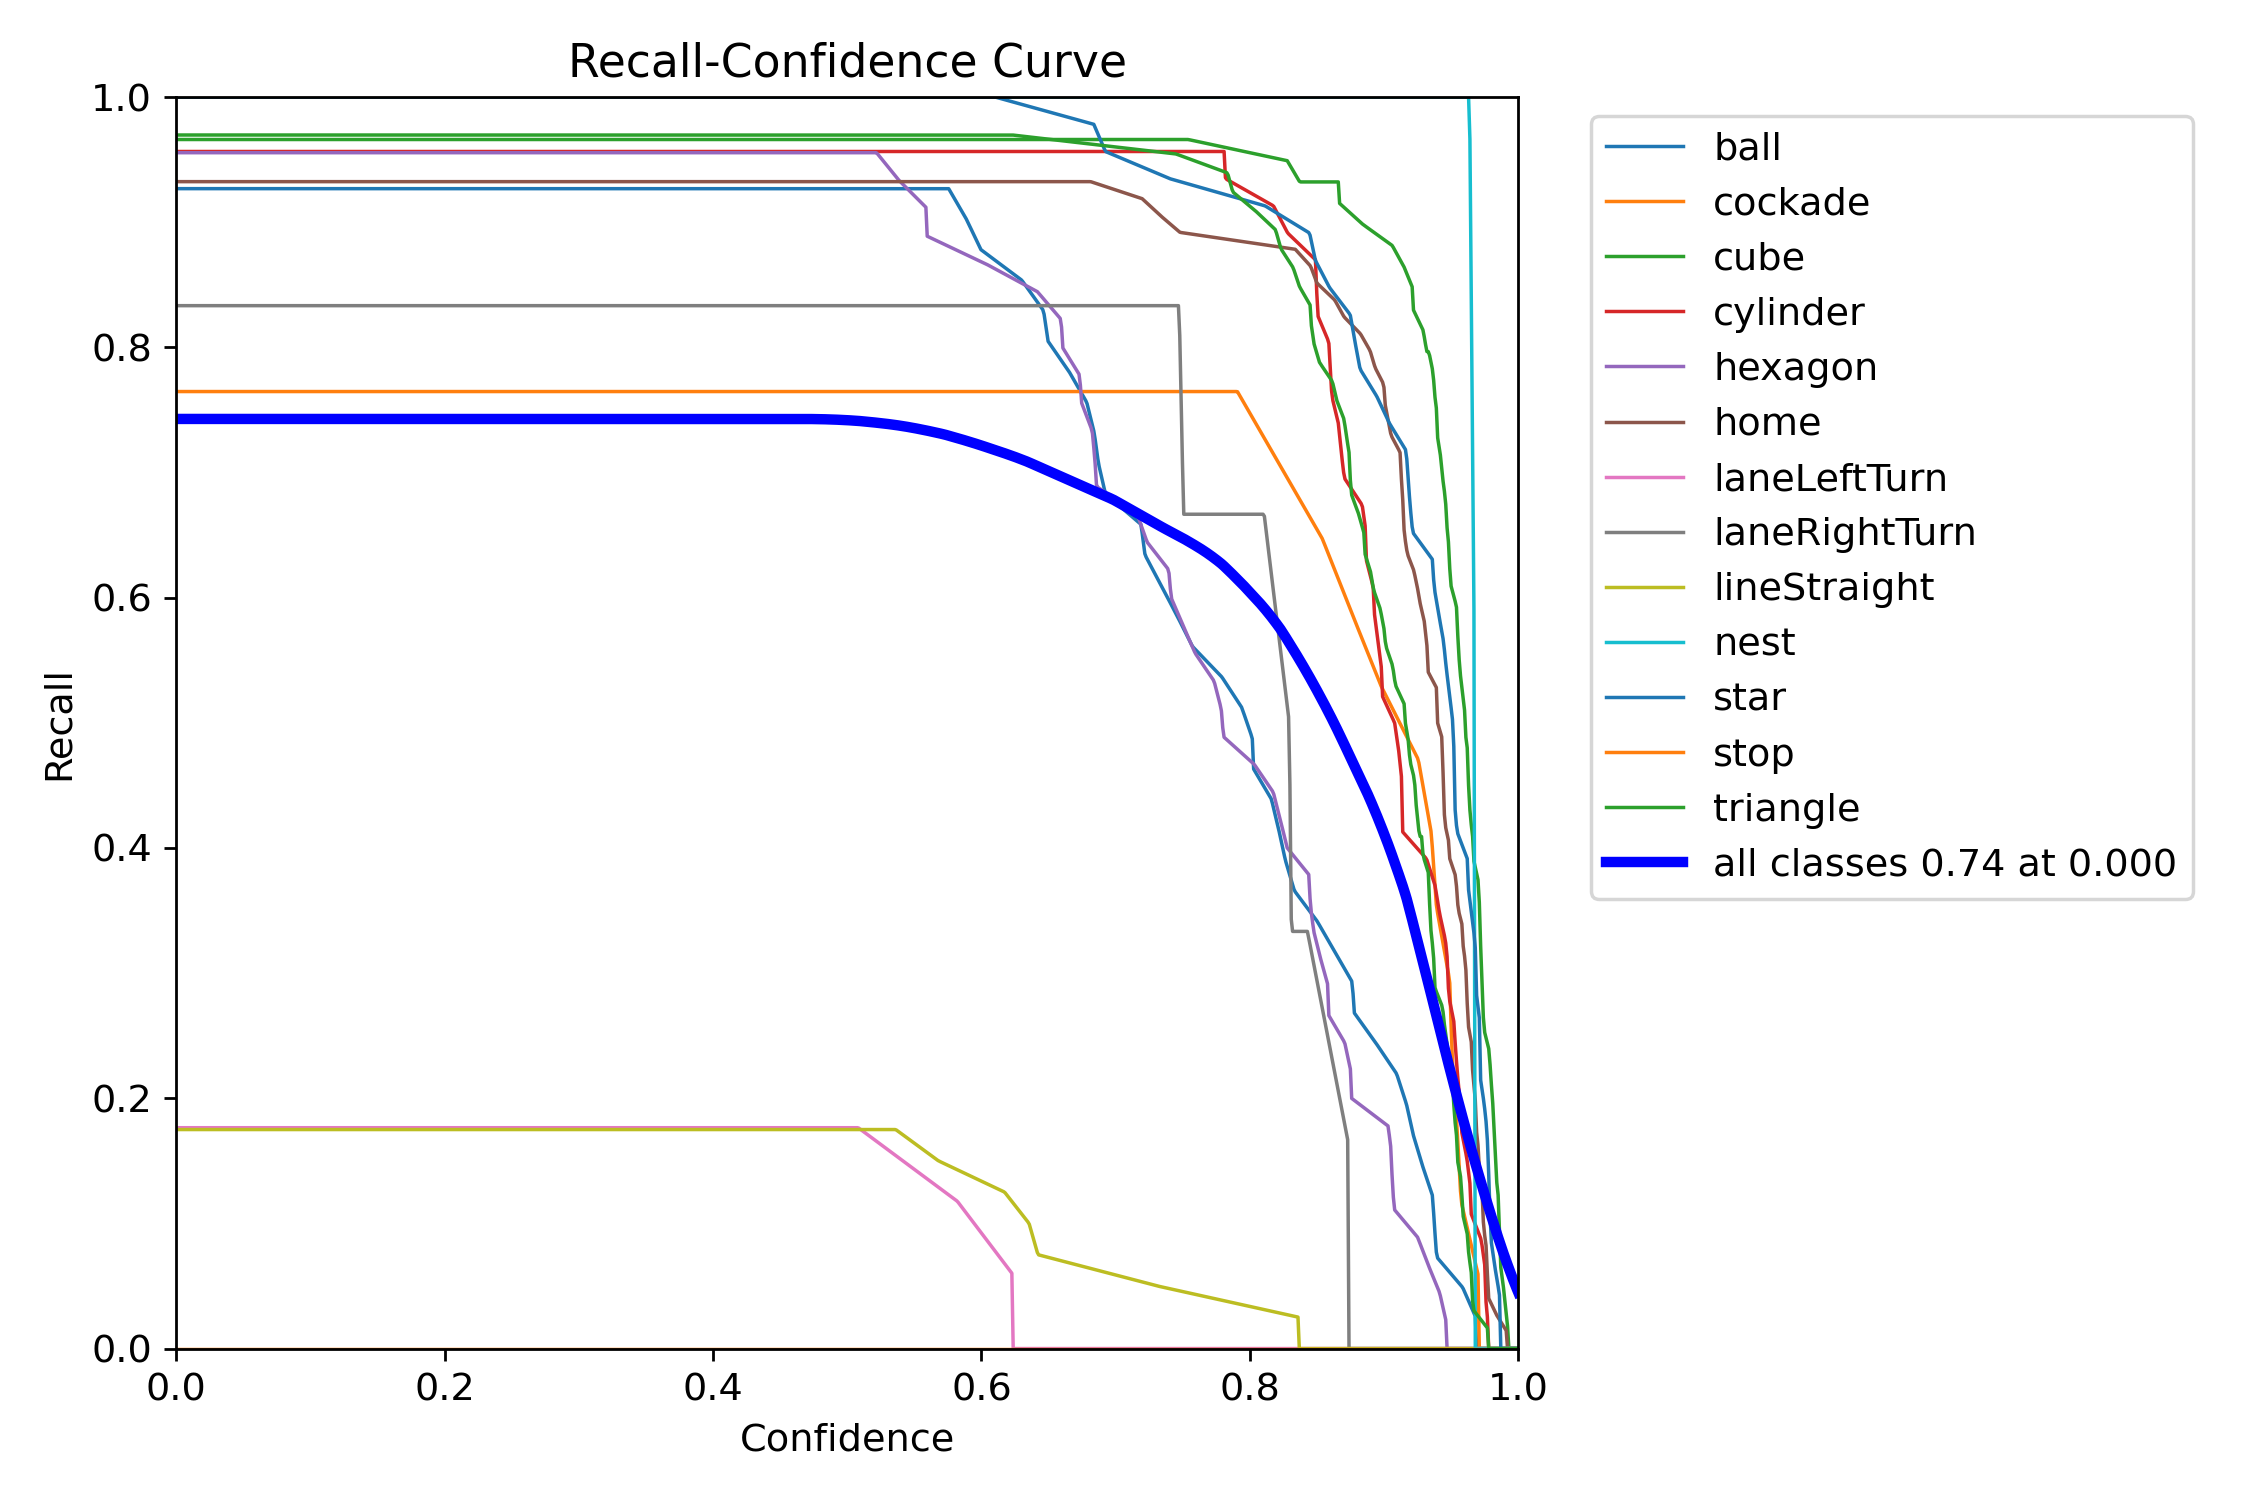 Recall-Confidence Curve
1.0
0.8
0.6
0.4
0.2
0.0
Recall
0.0 0.2 0.4 0.6 0.8 1.0
Confidence
ball
cockade
cube
cylinder
hexagon
home
laneLeftTurn
laneRightTurn
lineStraight
nest
star
stop
triangle
all classes 0.74 at 0.000